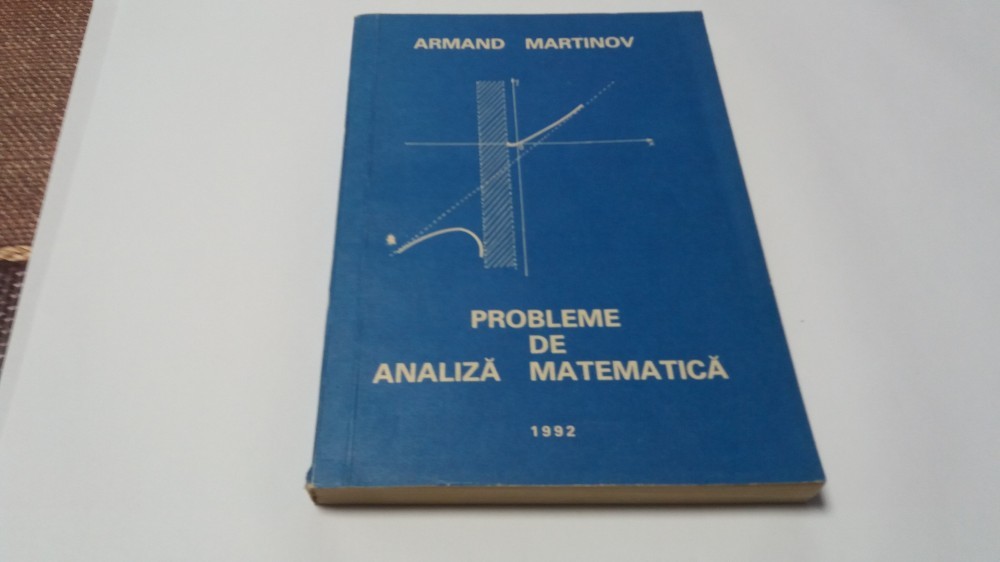 ARMAND MARTINOV
PROBLEME
DE
ANALIZĂ MATEMATICĂ
1992